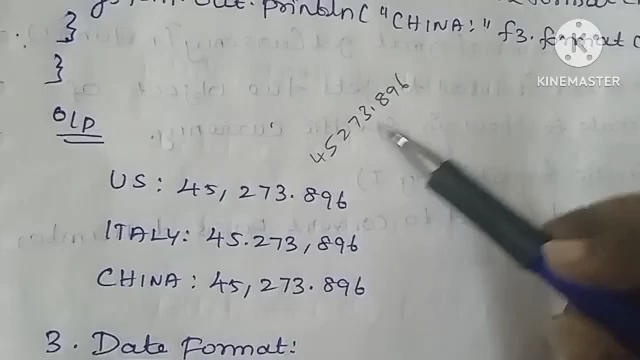 System.out.println("CHINA:" f3.format(
}
}
O/P
45273.896
US: 45,273.896
ITALY: 45.273,896
CHINA: 45,273.896
3. Date Format:
KINEMASTER